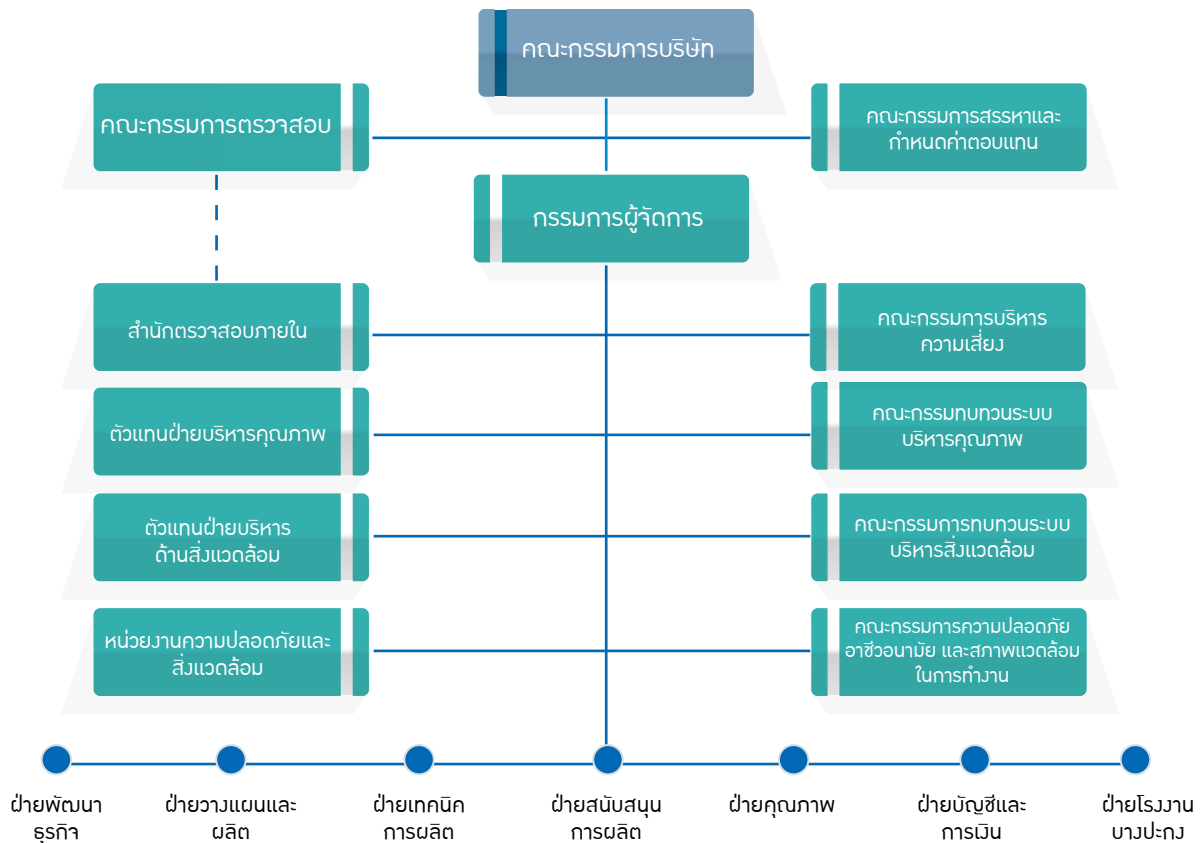 คณะกรรมการบริษัท
คณะกรรมการตรวจสอบ
คณะกรรมการสรรหาและ
กำหนดค่าตอบแทน
กรรมการผู้จัดการ
สำนักตรวจสอบภายใน
คณะกรรมการบริหาร
ความเสี่ยง
ตัวแทนฝ่ายบริหารคุณภาพ
คณะกรรมทบทวนระบบ
บริหารคุณภาพ
ตัวแทนฝ่ายบริหาร
ด้านสิ่งแวดล้อม
คณะกรรมการทบทวนระบบ
บริหารสิ่งแวดล้อม
หน่วยงานความปลอดภัยและ
สิ่งแวดล้อม
คณะกรรมการความปลอดภัย
อาชีวอนามัย และสภาพแวดล้อม
ในการทำงาน
ฝ่ายพัฒนา
ธุรกิจ
ฝ่ายวางแผนและ
ผลิต
ฝ่ายเทคนิค
การผลิต
ฝ่ายสนับสนุน
การผลิต
ฝ่ายคุณภาพ
ฝ่ายบัญชีและ
การเงิน
ฝ่ายโรงงาน
บางปะกง